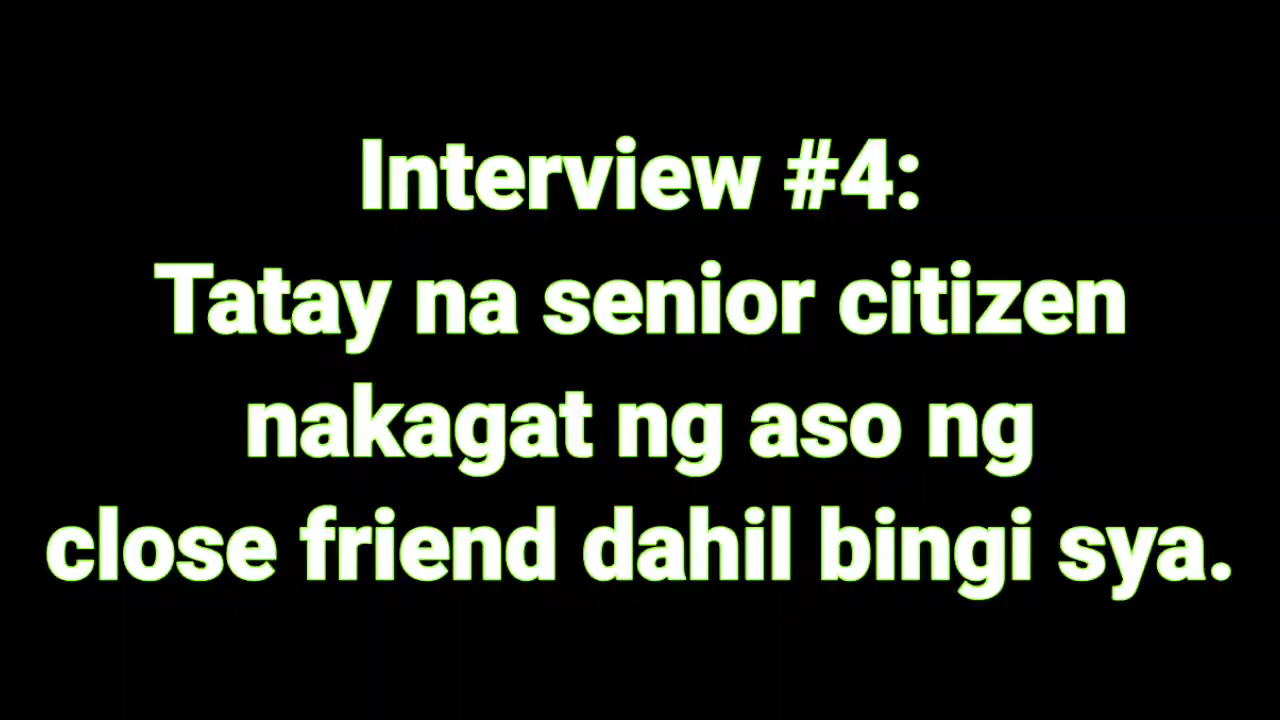 Interview #4:
Tatay na senior citizen
nakagat ng aso ng
close friend dahil bingi sya.